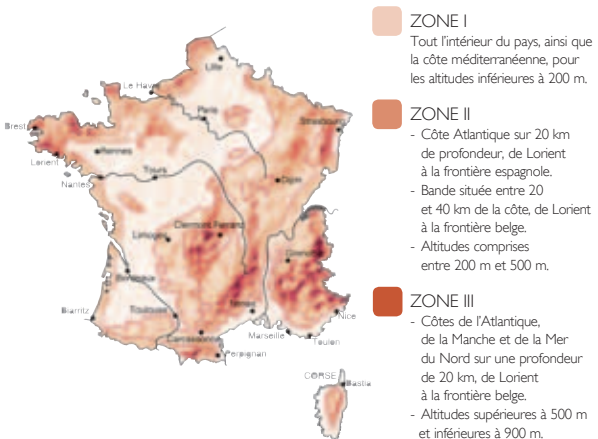 Lille
Le Havre
Paris
Strasbourg
Brest
Rennes
Lorient
Tours
Dijon
Nantes
Clermont Ferrand
Limoges
Grenoble
Bordeaux
Biarritz
Toulouse
Nîmes
Nice
Carcassonne
Marseille
Toulon
Perpignan
CORSE
Bastia
ZONE I
Tout l'intérieur du pays, ainsi que
la côte méditerranéenne, pour
les altitudes inférieures à 200 m.
ZONE II
- Côte Atlantique sur 20 km
de profondeur, de Lorient
à la frontière espagnole.
- Bande située entre 20
et 40 km de la côte, de Lorient
à la frontière belge.
- Altitudes comprises
entre 200 m et 500 m.
ZONE III
- Côtes de l'Atlantique,
de la Manche et de la Mer
du Nord sur une profondeur
de 20 km, de Lorient
à la frontière belge.
- Altitudes supérieures à 500 m
et inférieures à 900 m.